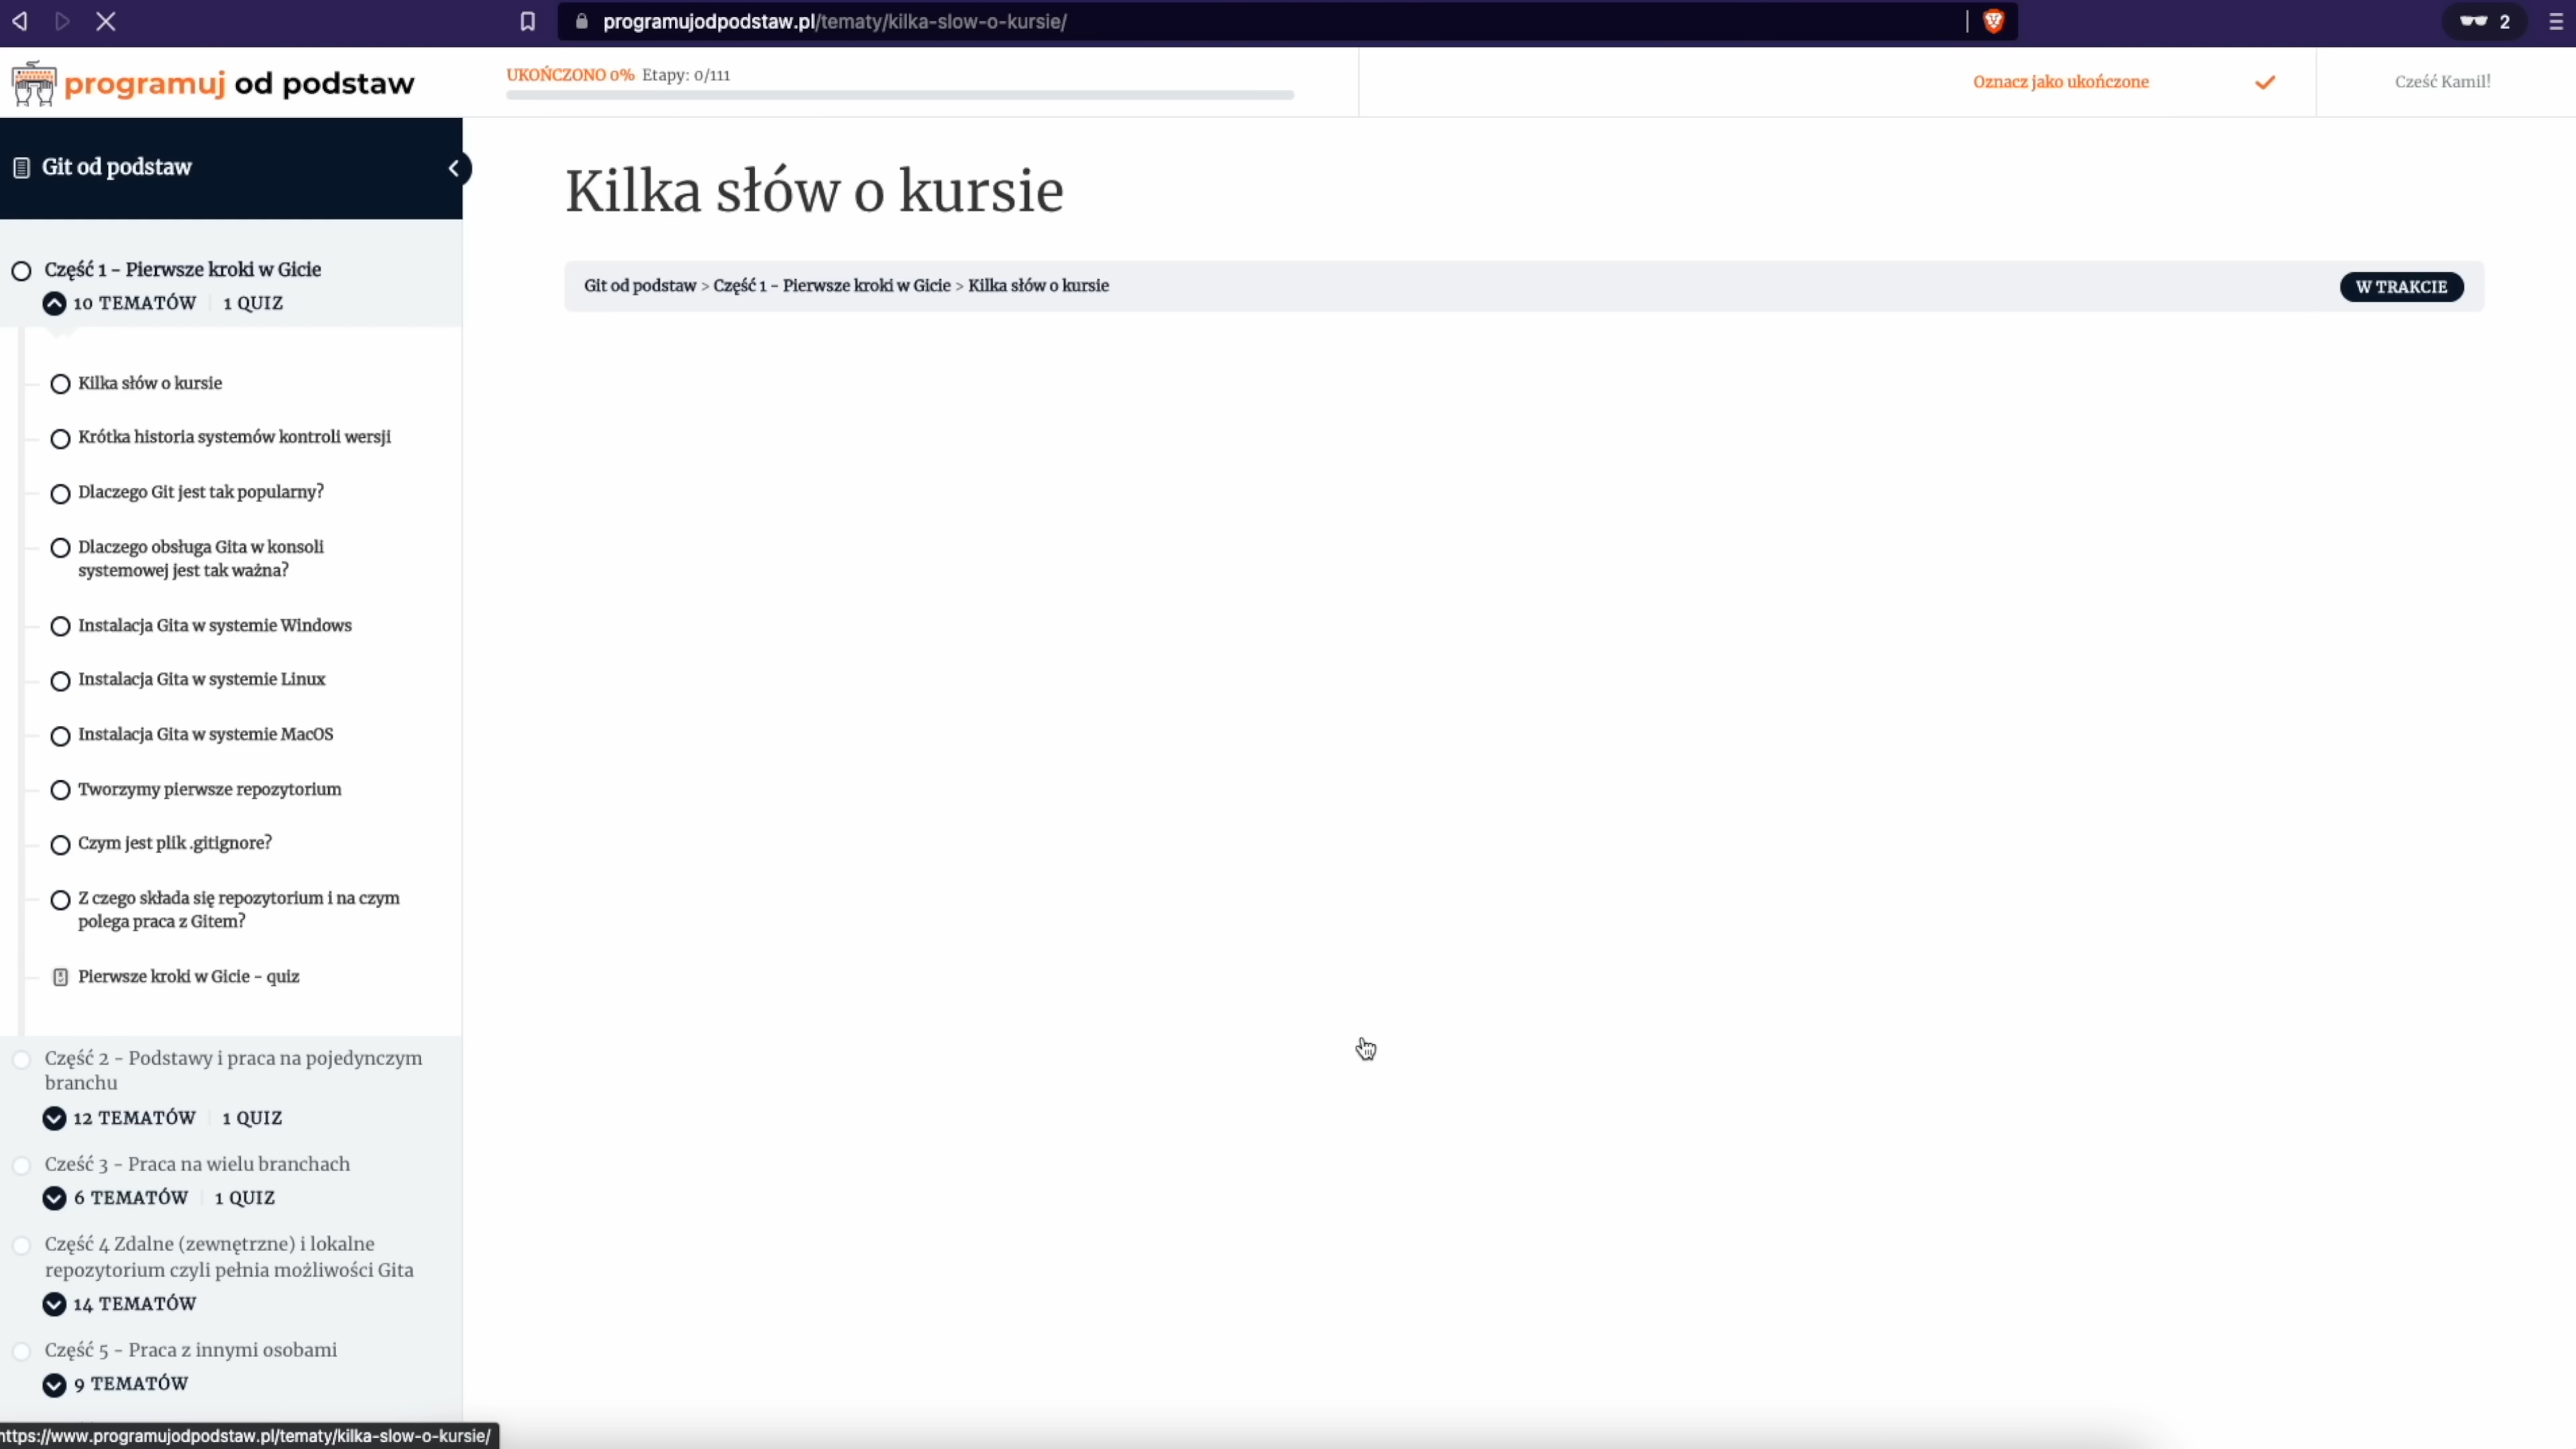 programujodpodstaw.pl/tematy/kilka-slow-o-kursie/
2
programuj od podstaw
UKOŃCZONO 0% Etapy: 0/111
Oznacz jako ukończone
Cześć Kamil!
Git od podstaw
Część 1 - Pierwsze kroki w Gicie
10 TEMATÓW 1 QUIZ
Kilka słów o kursie
Krótka historia systemów kontroli wersji
Dlaczego Git jest tak popularny?
Dlaczego obsługa Gita w konsoli
systemowej jest tak ważna?
Instalacja Gita w systemie Windows
Instalacja Gita w systemie Linux
Instalacja Gita w systemie MacOS
Tworzymy pierwsze repozytorium
Czym jest plik .gitignore?
Z czego składa się repozytorium i na czym
polega praca z Gitem?
Pierwsze kroki w Gicie - quiz
Część 2 - Podstawy i praca na pojedynczym
branchu
12 TEMATÓW 1 QUIZ
Cześć 3 - Praca na wielu branchach
6 TEMATÓW 1 QUIZ
Część 4 Zdalne (zewnętrzne) i lokalne
repozytorium czyli pełnia możliwości Gita
14 TEMATÓW
Część 5 - Praca z innymi osobami
9 TEMATÓW
Kilka słów o kursie
Git od podstaw > Część 1 - Pierwsze kroki w Gicie > Kilka słów o kursie
W TRAKCIE
https://www.programujodpodstaw.pl/tematy/kilka-slow-o-kursie/